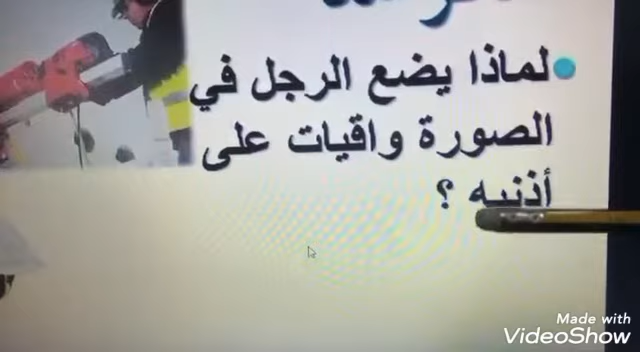 لماذا يضع الرجل في
الصورة واقيات على
أذنيه ؟
Made with
VideoShow